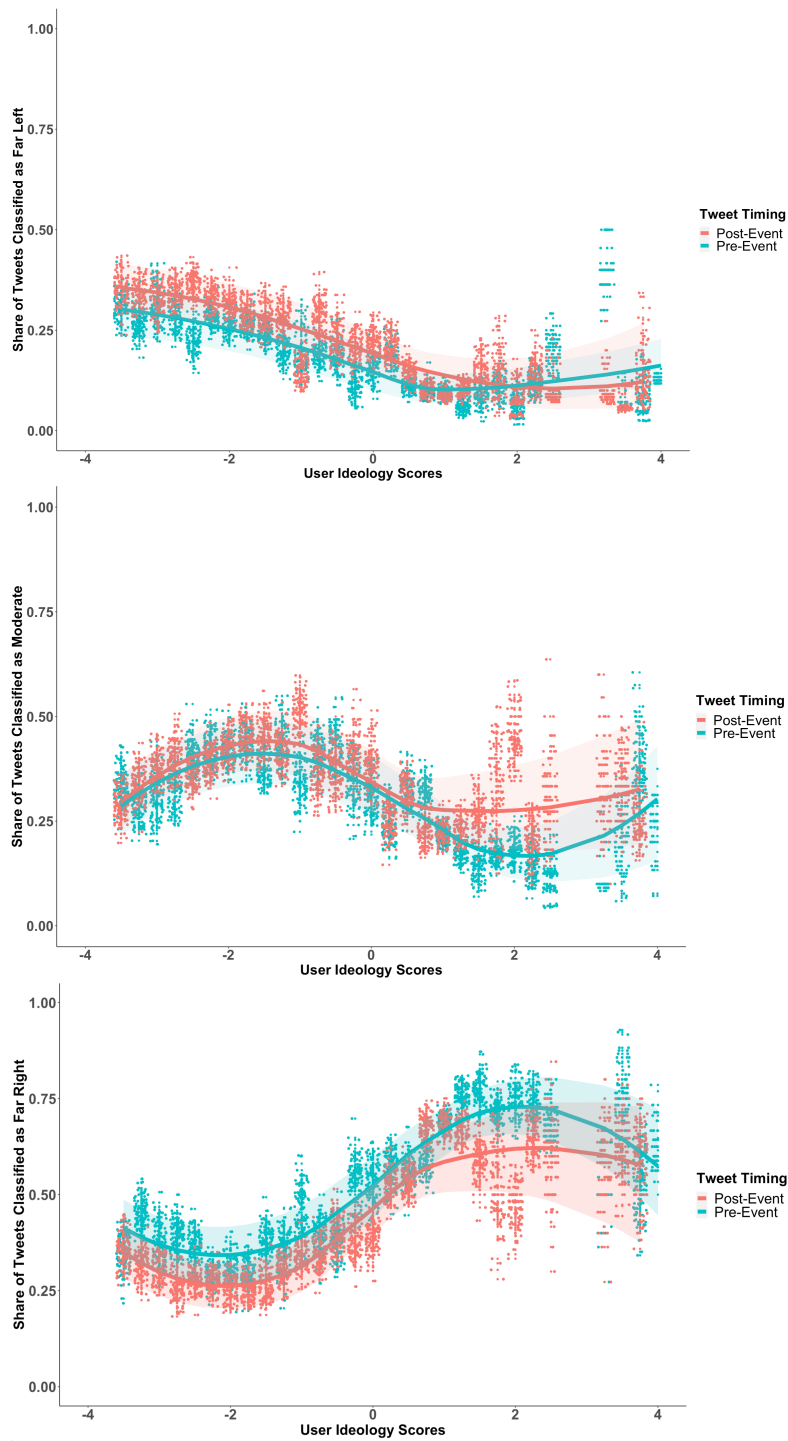 1.00
0.75
0.50
0.25
0.00
Share of Tweets Classified as Far Left
-4 -2 0 2 4
User Ideology Scores
Tweet Timing
Post-Event
Pre-Event
1.00
0.75
0.50
0.25
0.00
Share of Tweets Classified as Moderate
-4 -2 0 2 4
User Ideology Scores
Tweet Timing
Post-Event
Pre-Event
1.00
0.75
0.50
0.25
0.00
Share of Tweets Classified as Far Right
-4 -2 0 2 4
User Ideology Scores
Tweet Timing
Post-Event
Pre-Event